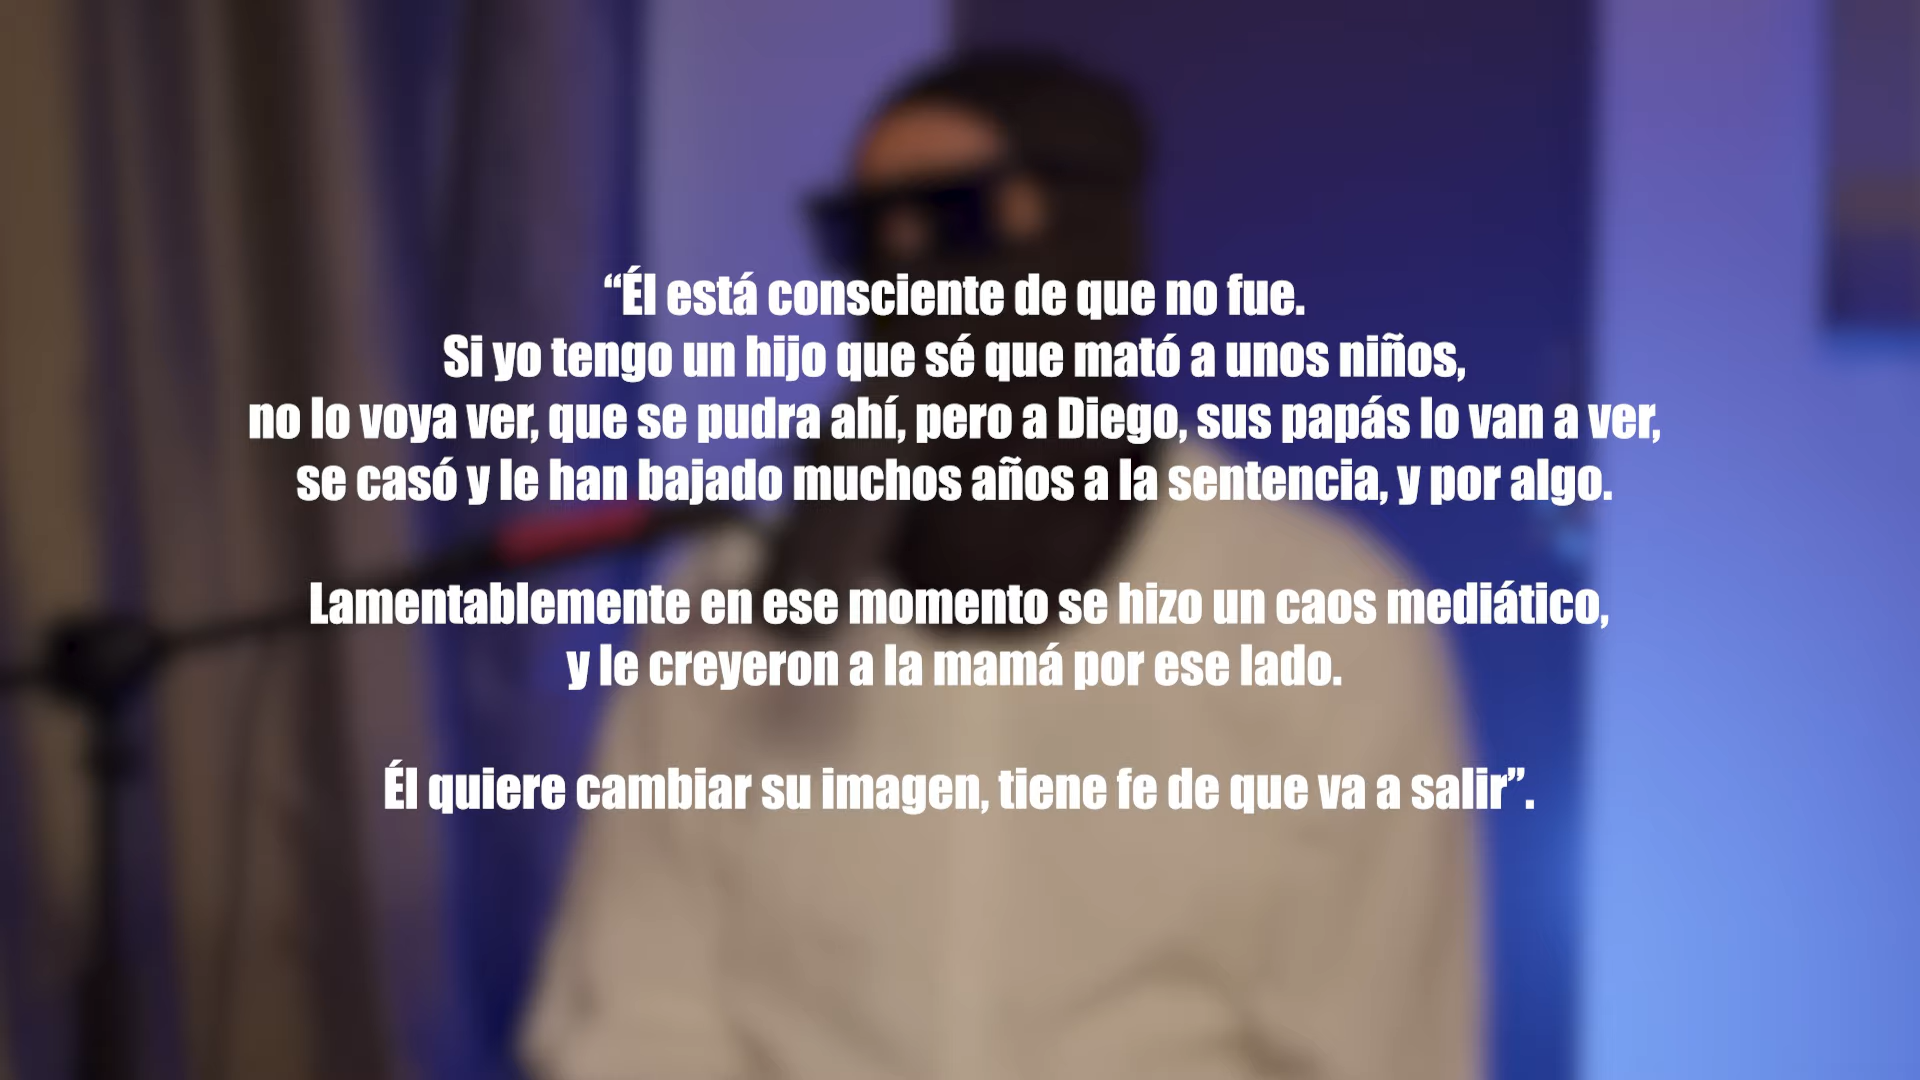 “Él está consciente de que no fue.
Si yo tengo un hijo que sé que mató a unos niños,
no lo voya ver, que se pudra ahí, pero a Diego, sus papás lo van a ver,
se casó y le han bajado muchos años a la sentencia, y por algo.
Lamentablemente en ese momento se hizo un caos mediático,
y le creyeron a la mamá por ese lado.
Él quiere cambiar su imagen, tiene fe de que va a salir”.